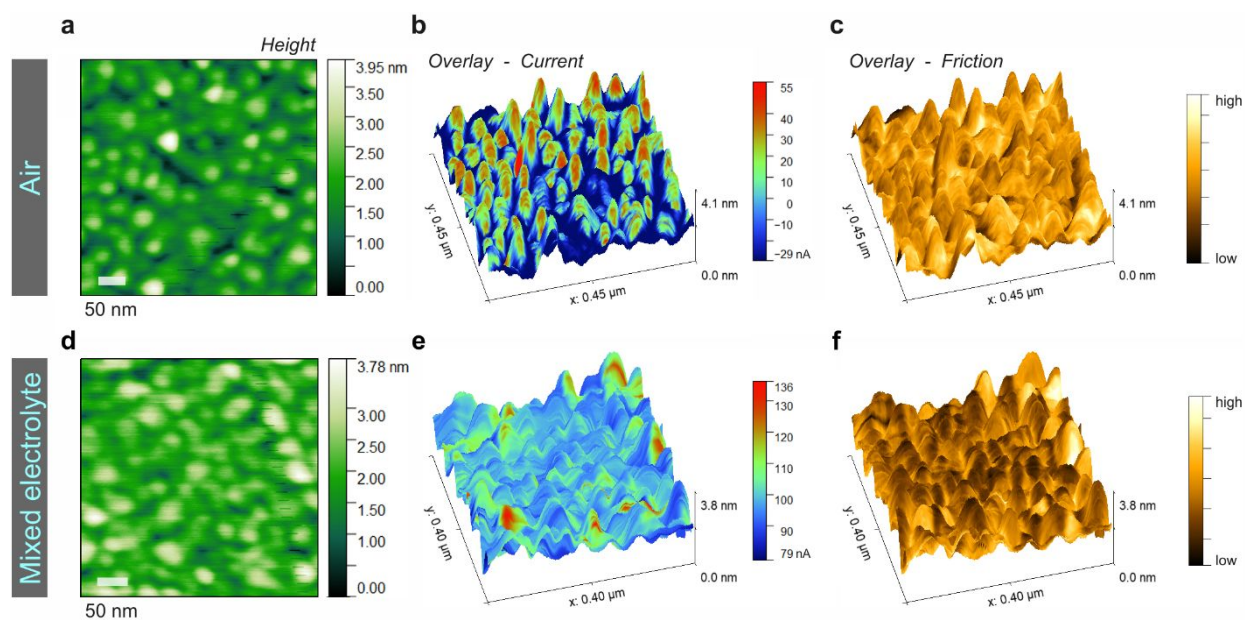 a
Height
Air
3.95 nm
3.00
2.50
2.00
1.50
1.00
0.00
50 nm
b
Overlay - Current
55
40
30
20
10
0
−10
−29 nA
4.1 nm
0.0 nm
y: 0.45 µm
x: 0.45 µm
c
Overlay - Friction
high
low
4.1 nm
0.0 nm
y: 0.45 µm
x: 0.45 µm
d
Mixed electrolyte
3.78 nm
3.00
2.50
2.00
1.50
1.00
0.00
50 nm
e
136
130
120
110
100
90
79 nA
3.8 nm
0.0 nm
y: 0.40 µm
x: 0.40 µm
f
high
low
3.8 nm
0.0 nm
y: 0.40 µm
x: 0.40 µm